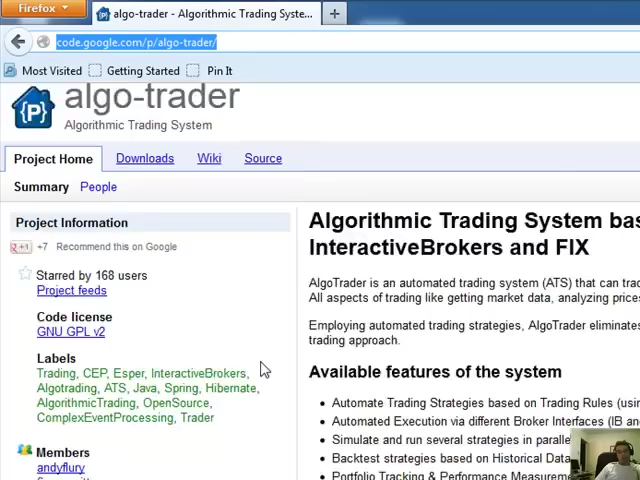 Firefox
algo-trader - Algorithmic Trading Syste...
code.google.com/p/algo-trader/
Most Visited Getting Started Pin It
{P}
algo-trader
Algorithmic Trading System
Project Home Downloads Wiki Source
Summary People
Project Information
+1 +7 Recommend this on Google
Starred by 168 users
Project feeds
Code license
GNU GPL v2
Labels
Trading, CEP, Esper, InteractiveBrokers,
Algotrading, ATS, Java, Spring, Hibernate,
AlgorithmicTrading, OpenSource,
ComplexEventProcessing, Trader
Members
andyflury
Algorithmic Trading System bas
InteractiveBrokers and FIX
AlgoTrader is an automated trading system (ATS) that can trad
All aspects of trading like getting market data, analyzing prices
Employing automated trading strategies, AlgoTrader eliminates
trading approach.
Available features of the system
• Automate Trading Strategies based on Trading Rules (usin
• Automated Execution via different Broker Interfaces (IB an
• Simulate and run several strategies in paralle
• Backtest strategies based on Historical Data
• Portfolio Tracking & Performance Measureme